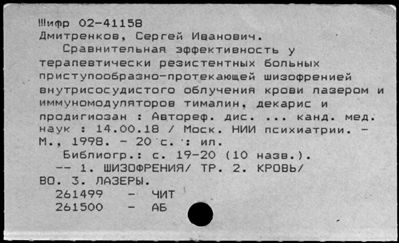 Шифр 02-41158
Дмитренков, Сергей Иванович.
Сравнительная эффективность у
терапевтически резистентных больных
приступообразно-протекающей шизофренией
внутрисосудистого облучения крови лазером и
иммуномодуляторов тималин, декарис и
продигиозан : Автореф. дис. ... канд. мед.
наук : 14.00.18 / Моск. НИИ психиатрии. -
М., 1998. - 20 с. : ил.
Библиогр.: с. 19-20 (10 назв.).
-- 1. ШИЗОФРЕНИЯ/ ТР. 2. КРОВЬ/
ВО. 3. ЛАЗЕРЫ.
261499 - ЧИТ
261500 - АБ